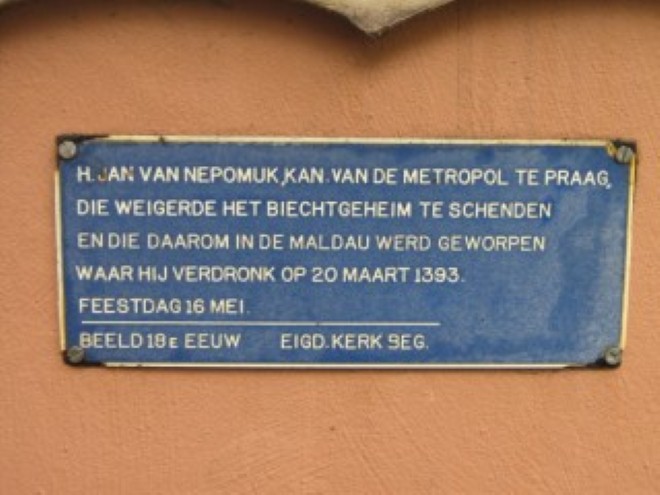 H. JAN VAN NEPOMUK, KAN. VAN DE METROPOL TE PRAAG,
DIE WEIGERDE HET BIECHTGEHEIM TE SCHENDEN
EN DIE DAAROM IN DE MALDAU WERD GEWORPEN
WAAR HIJ VERDRONK OP 20 MAART 1393.
FEESTDAG 16 MEI.
BEELD 18E EEUW EIGD. KERK BEG.